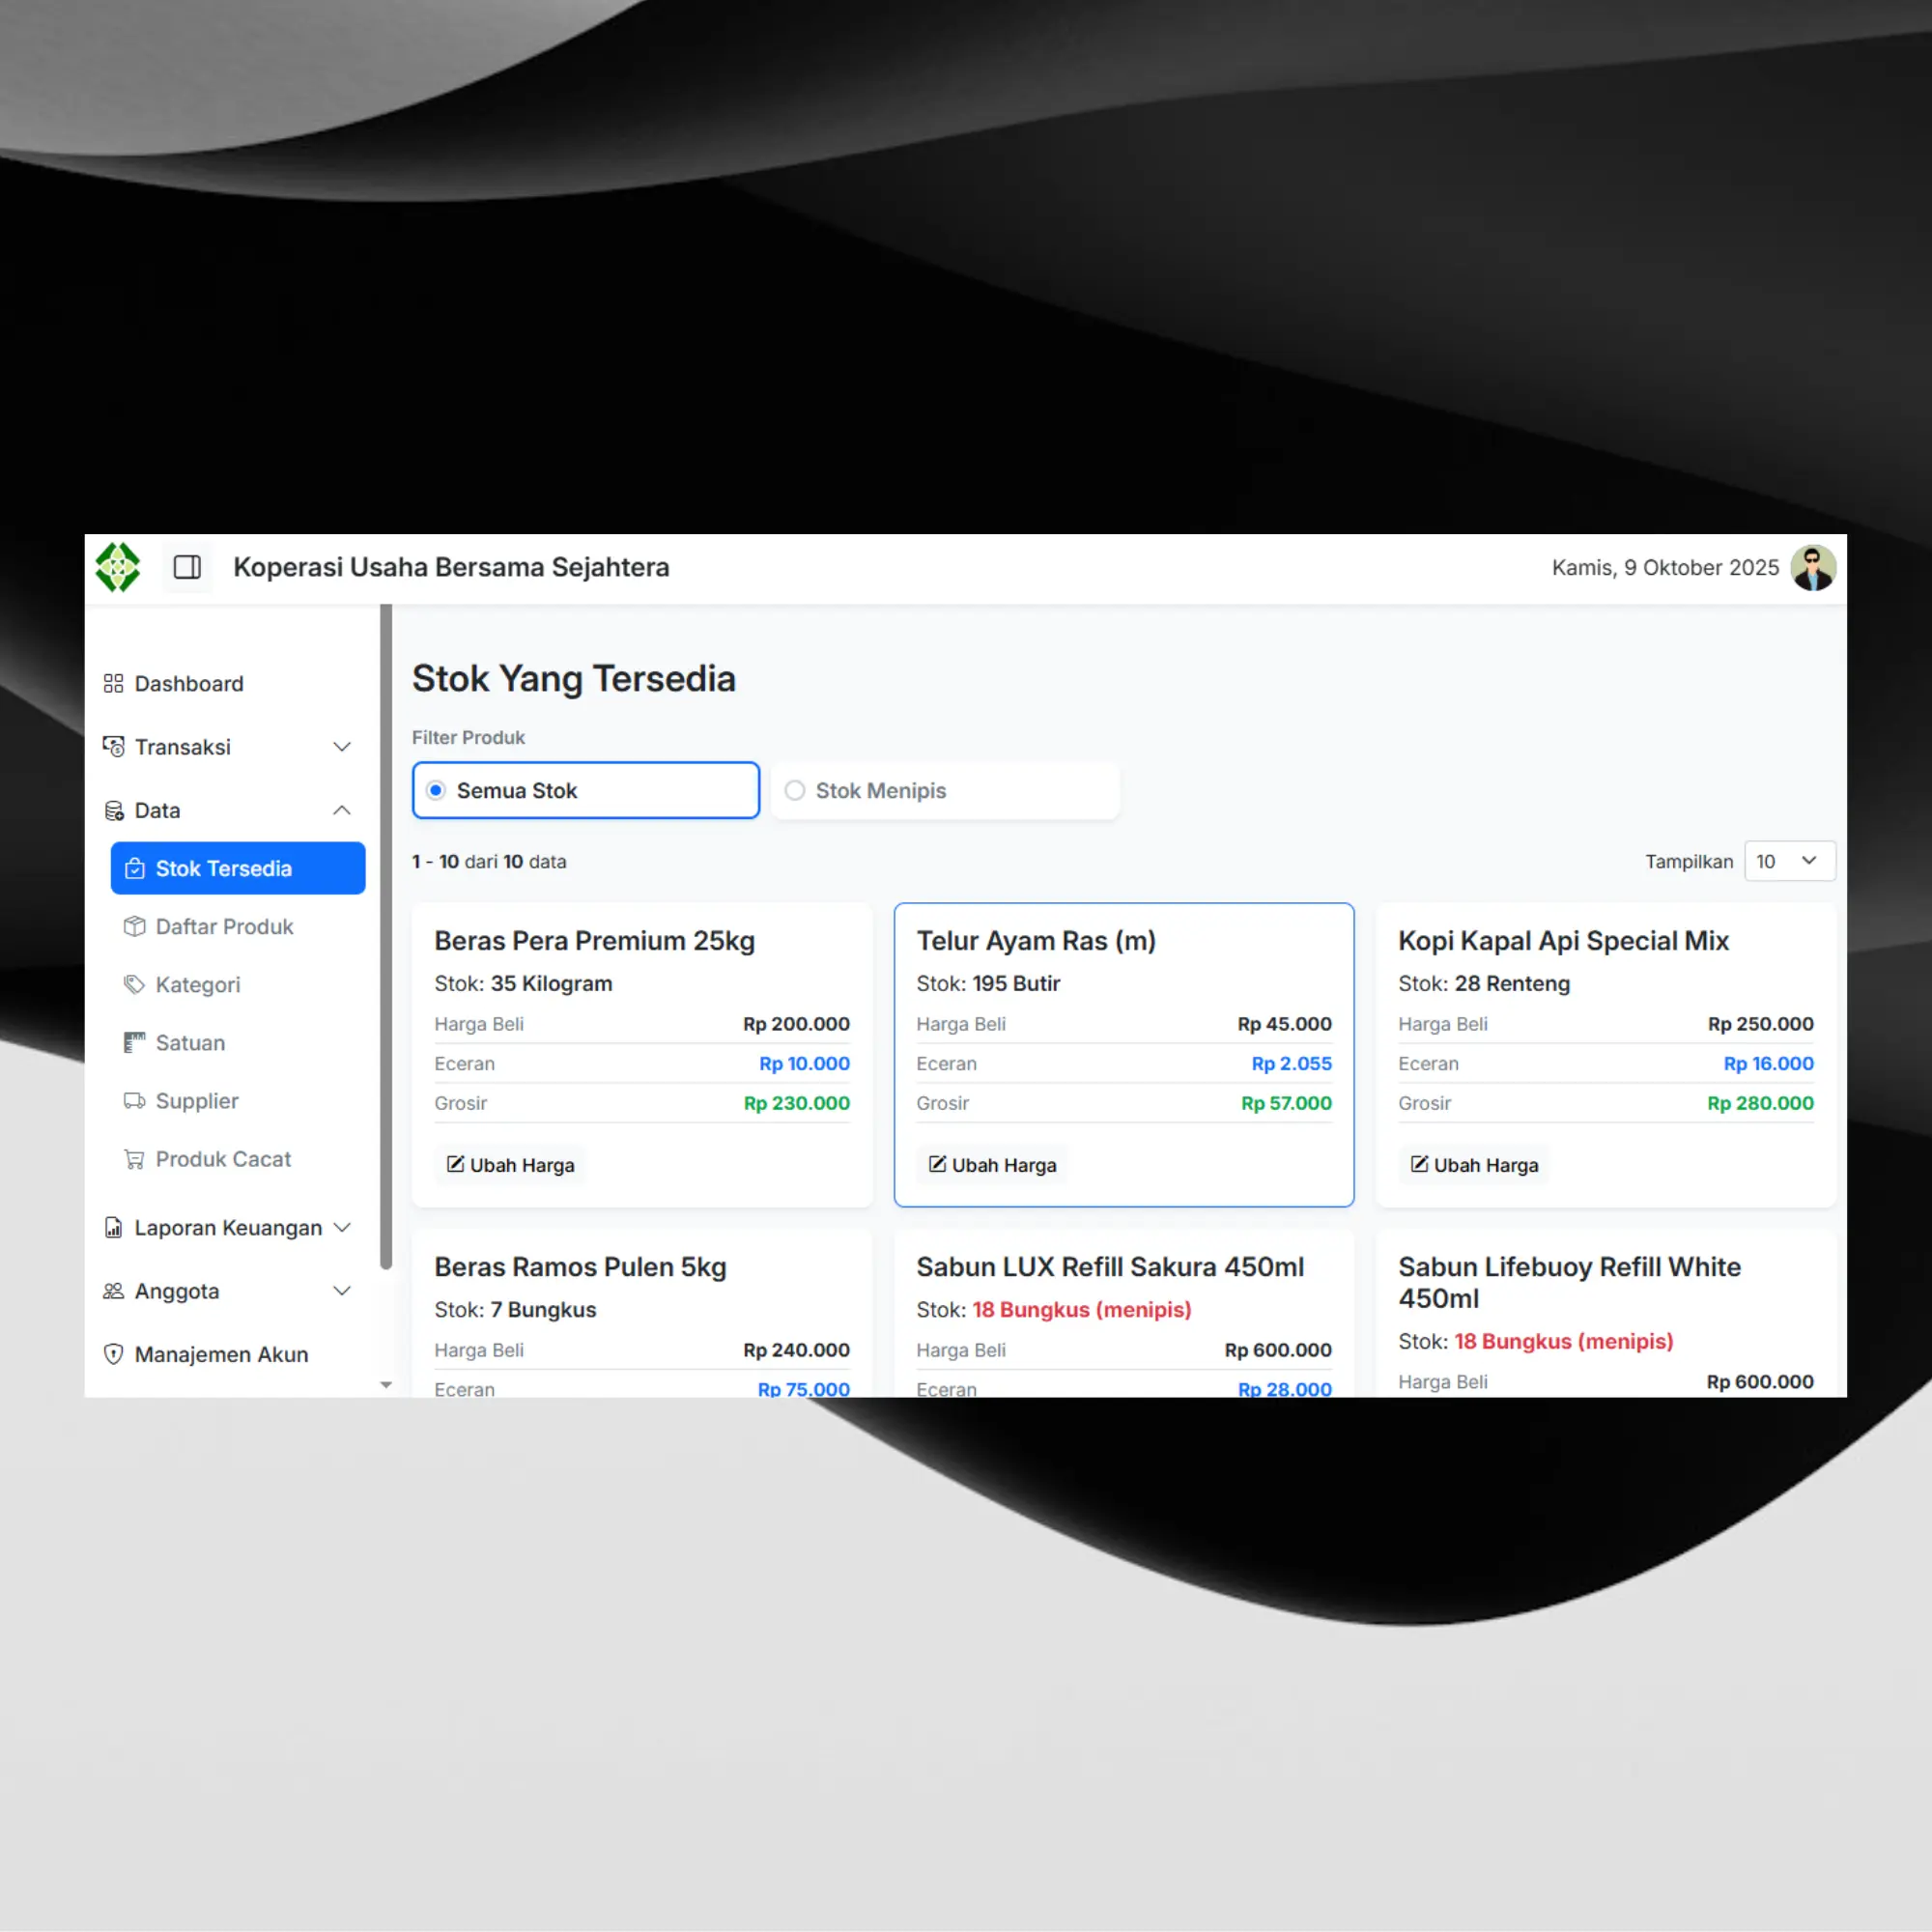 Koperasi Usaha Bersama Sejahtera
Kamis, 9 Oktober 2025
Dashboard
Transaksi
Data
Stok Tersedia
Daftar Produk
Kategori
Satuan
Supplier
Produk Cacat
Laporan Keuangan
Anggota
Manajemen Akun
Stok Yang Tersedia
Filter Produk
Semua Stok
Stok Menipis
1 - 10 dari 10 data
Tampilkan 10
Beras Pera Premium 25kg
Stok: 35 Kilogram
Harga Beli Rp 200.000
Eceran Rp 10.000
Grosir Rp 230.000
Ubah Harga
Telur Ayam Ras (m)
Stok: 195 Butir
Harga Beli Rp 45.000
Eceran Rp 2.055
Grosir Rp 57.000
Ubah Harga
Kopi Kapal Api Special Mix
Stok: 28 Renteng
Harga Beli Rp 250.000
Eceran Rp 16.000
Grosir Rp 280.000
Ubah Harga
Beras Ramos Pulen 5kg
Stok: 7 Bungkus
Harga Beli Rp 240.000
Eceran Rp 75.000
Sabun LUX Refill Sakura 450ml
Stok: 18 Bungkus (menipis)
Harga Beli Rp 600.000
Eceran Rp 28.000
Sabun Lifebuoy Refill White
450ml
Stok: 18 Bungkus (menipis)
Harga Beli Rp 600.000